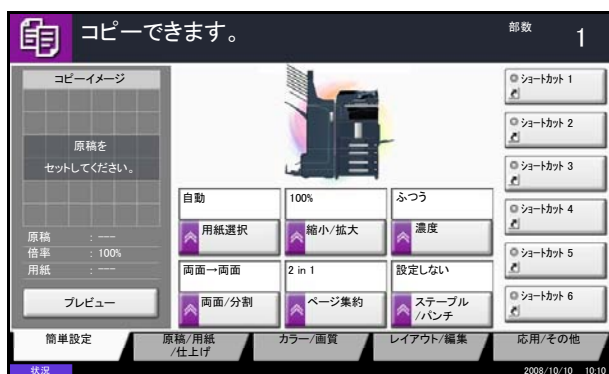 コピーできます。
部数
1
コピーイメージ
原稿を
セットしてください。
原稿 : ---
倍率 : 100%
用紙 : ---
プレビュー
自動
用紙選択
100%
縮小/拡大
ふつう
濃度
両面→両面
両面/分割
2 in 1
ページ集約
設定しない
ステープル
/パンチ
ショートカット 1
ショートカット 2
ショートカット 3
ショートカット 4
ショートカット 5
ショートカット 6
簡単設定
原稿/用紙
/仕上げ
カラー/画質
レイアウト/編集
応用/その他
状況
2008/10/10 10:10